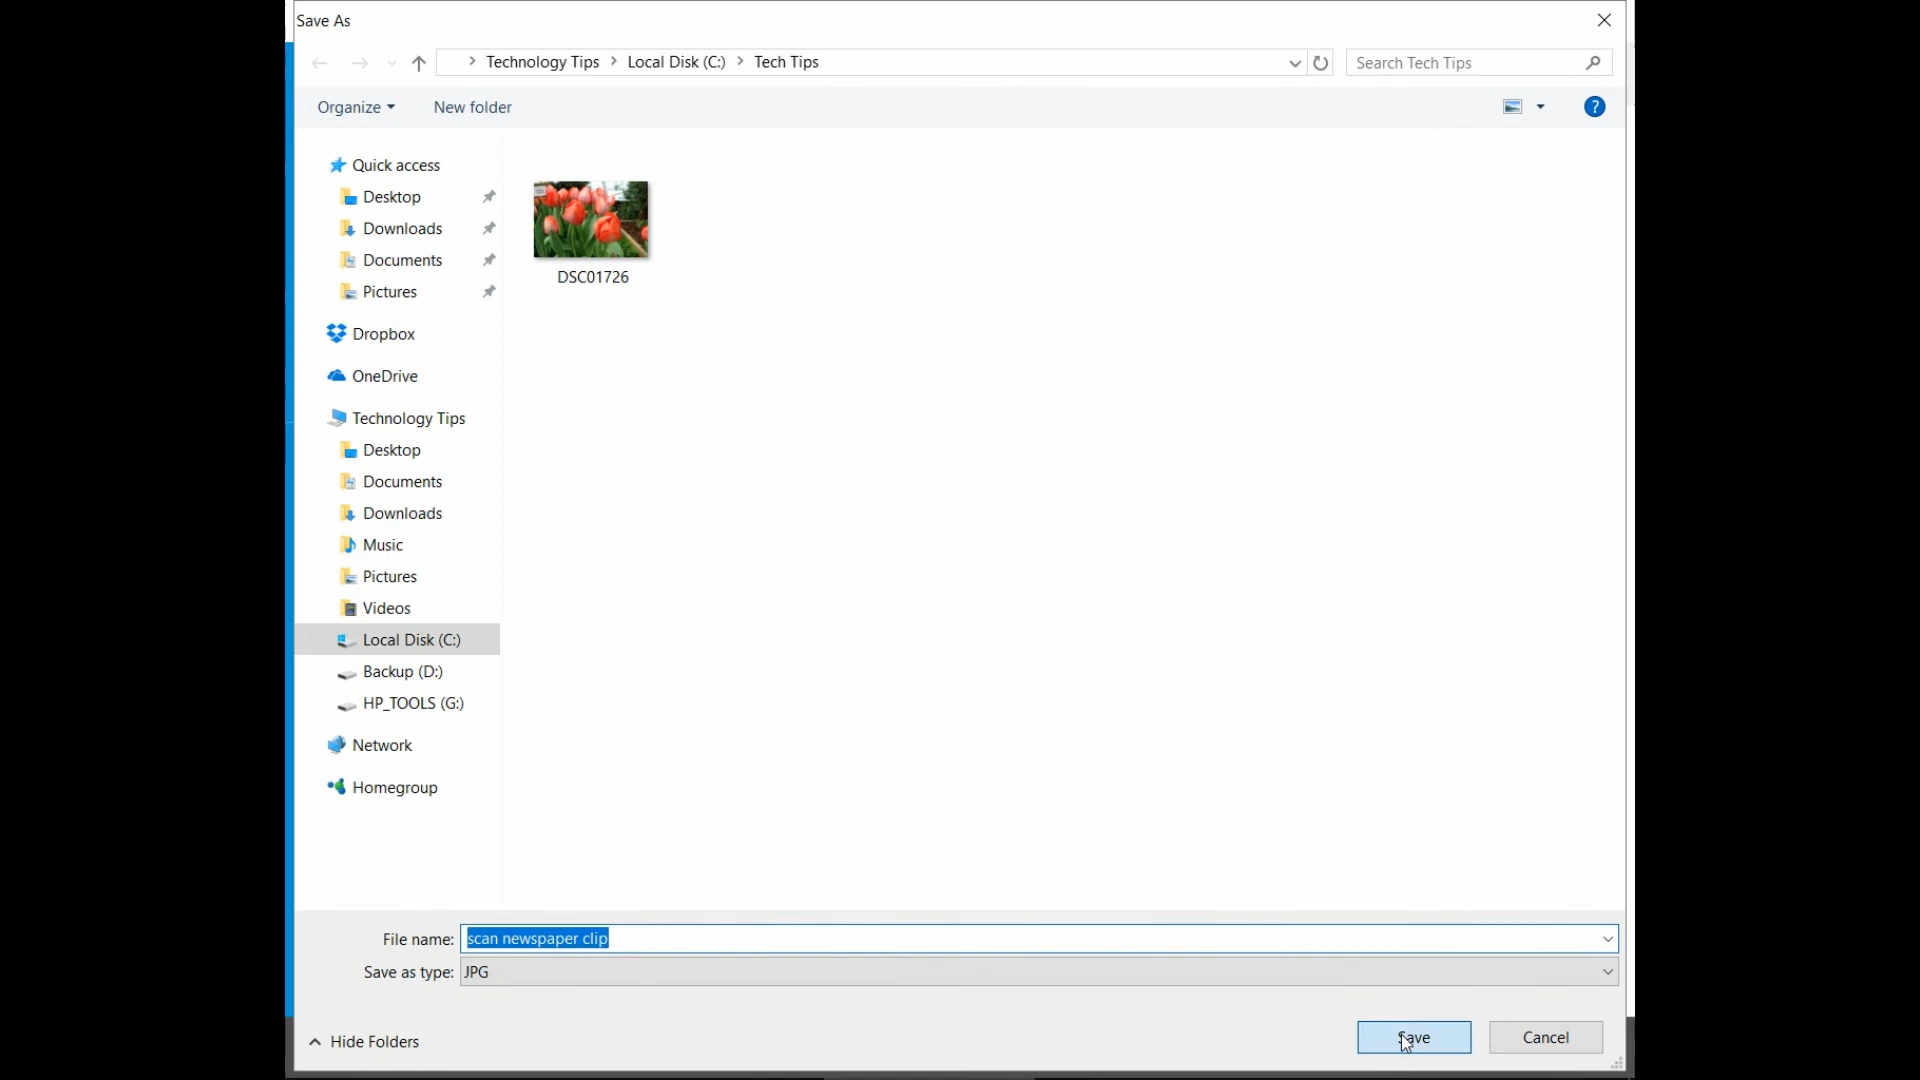 Save As
Technology Tips > Local Disk (C:) > Tech Tips
Search Tech Tips
Organize
New folder
?
Quick access
Desktop
Downloads
Documents
Pictures
Dropbox
OneDrive
Technology Tips
Desktop
Documents
Downloads
Music
Pictures
Videos
Local Disk (C:)
Backup (D:)
HP_TOOLS (G:)
Network
Homegroup
DSC01726
File name: scan newspaper clip
Save as type: JPG
Hide Folders
Save
Cancel